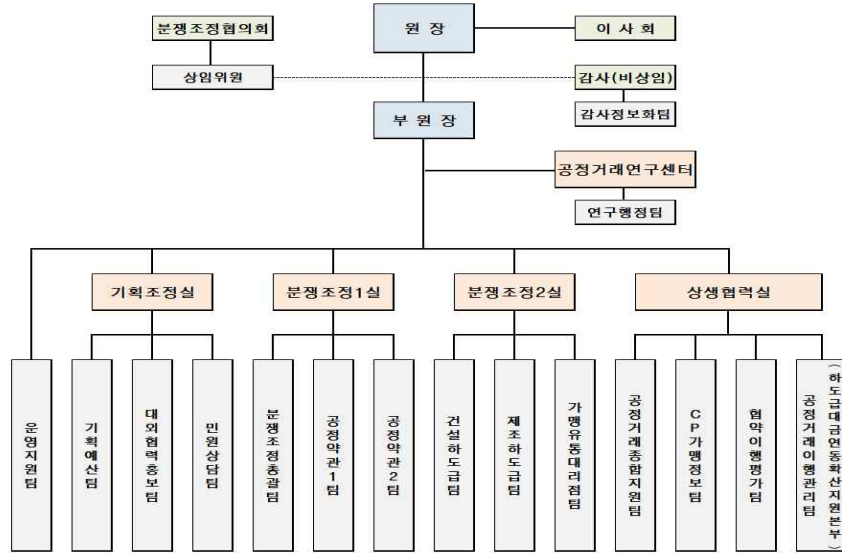 분쟁조정협의회
원 장
이 사 회
상임위원
감사(비상임)
감사정보화팀
부 원 장
공정거래연구센터
연구행정팀
기획조정실
분쟁조정1실
분쟁조정2실
상생협력실
운영지원팀
기획예산팀
대외협력홍보팀
민원상담팀
분쟁조정총괄팀
공정약관1팀
공정약관2팀
건설하도급팀
제조하도급팀
가맹유통대리점팀
공정거래종합지원팀
CP가맹정보팀
협약이행평가팀
공정거래이행관리팀
(하도급대금연동확산지원본부)